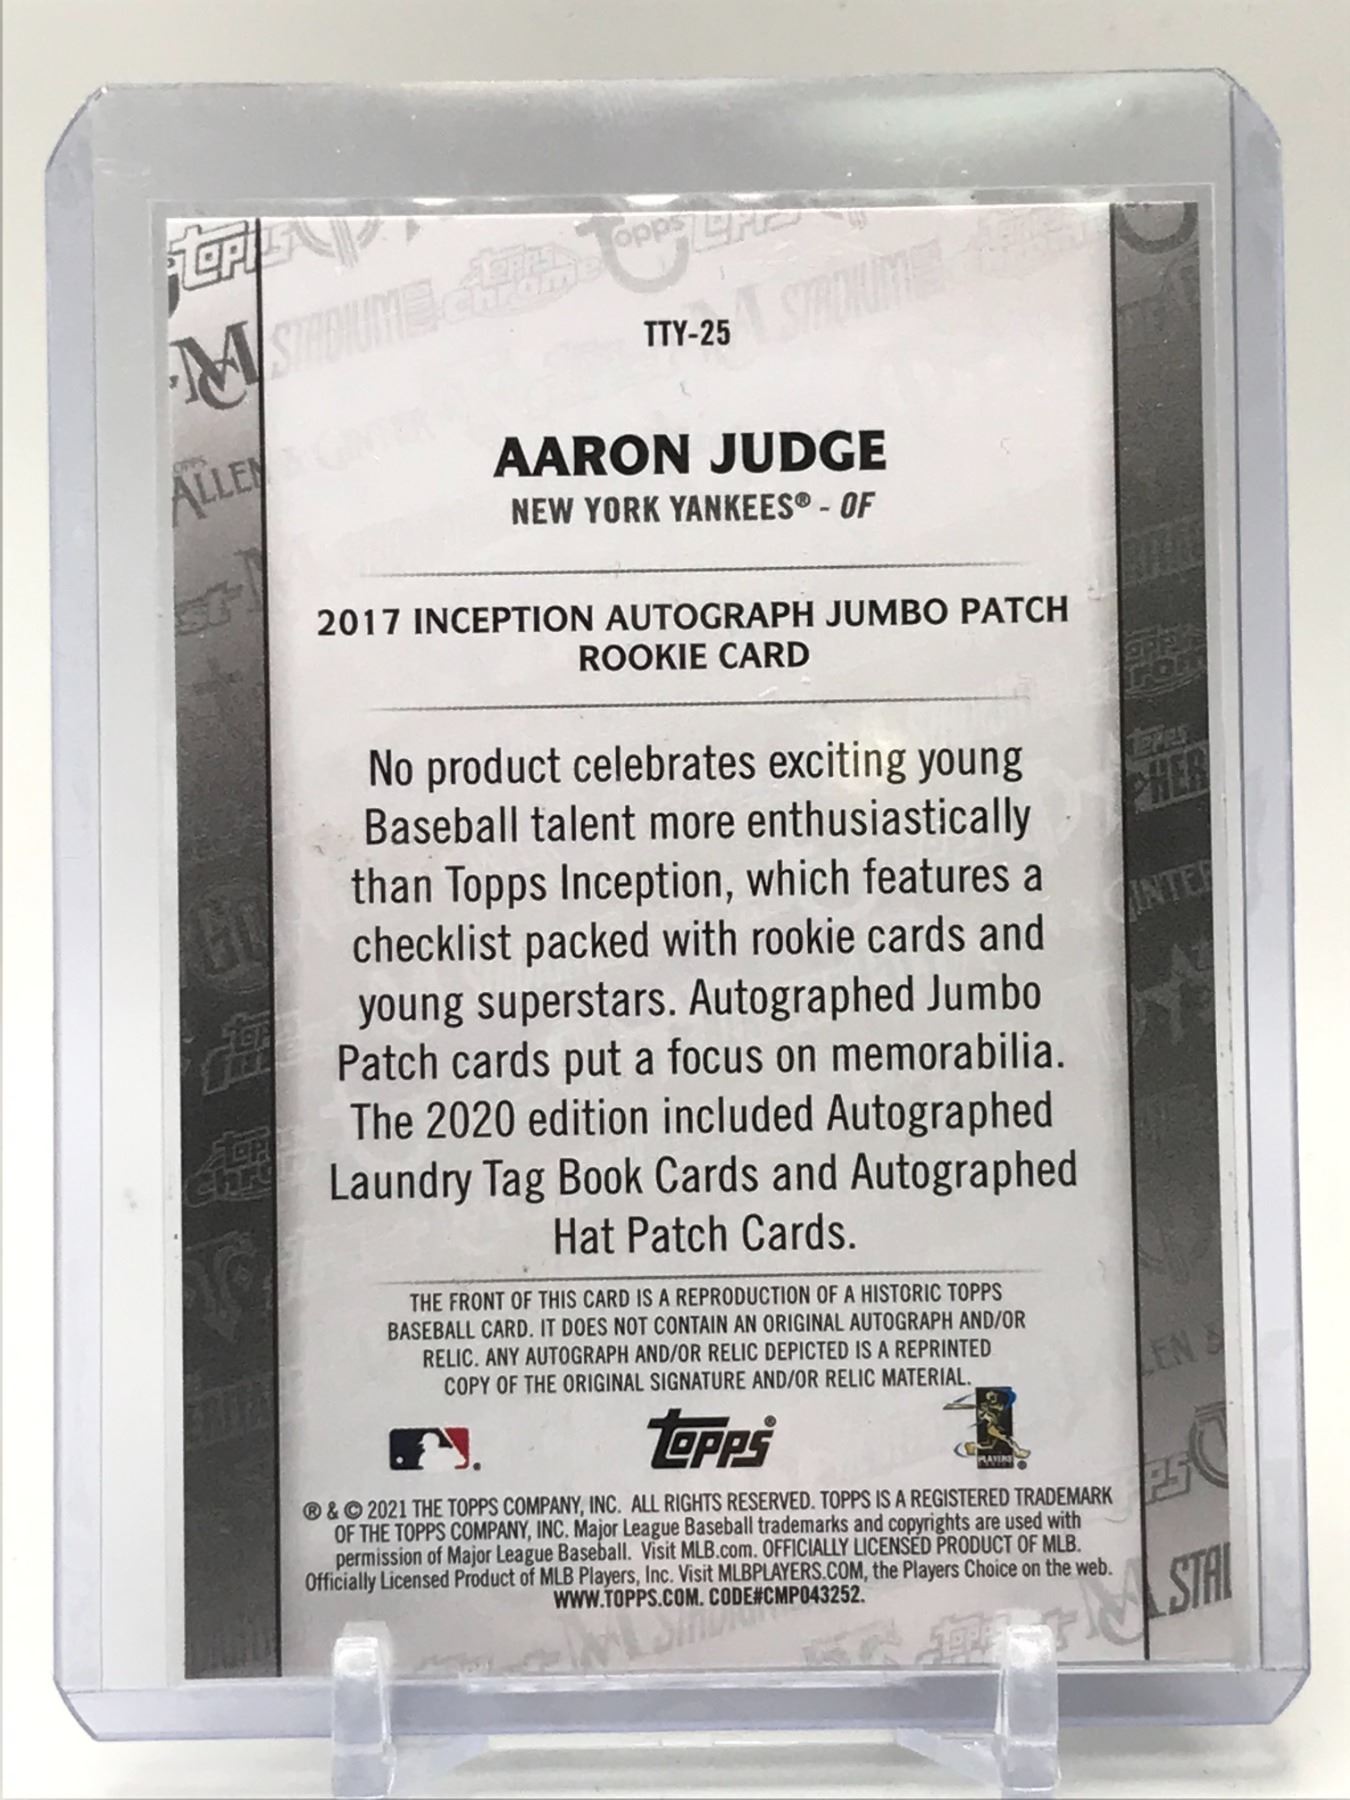 TTY-25
AARON JUDGE
NEW YORK YANKEES® - OF
2017 INCEPTION AUTOGRAPH JUMBO PATCH
ROOKIE CARD
No product celebrates exciting young
Baseball talent more enthusiastically
than Topps Inception, which features a
checklist packed with rookie cards and
young superstars. Autographed Jumbo
Patch cards put a focus on memorabilia.
The 2020 edition included Autographed
Laundry Tag Book Cards and Autographed
Hat Patch Cards.
THE FRONT OF THIS CARD IS A REPRODUCTION OF A HISTORIC TOPPS
BASEBALL CARD. IT DOES NOT CONTAIN AN ORIGINAL AUTOGRAPH AND/OR
RELIC. ANY AUTOGRAPH AND/OR RELIC DEPICTED IS A REPRINTED
COPY OF THE ORIGINAL SIGNATURE AND/OR RELIC MATERIAL.
Topps®
® & © 2021 THE TOPPS COMPANY, INC. ALL RIGHTS RESERVED. TOPPS IS A REGISTERED TRADEMARK
OF THE TOPPS COMPANY, INC. Major League Baseball trademarks and copyrights are used with
permission of Major League Baseball. Visit MLB.com. OFFICIALLY LICENSED PRODUCT OF MLB.
Officially Licensed Product of MLB Players, Inc. Visit MLBPLAYERS.COM, the Players Choice on the web.
WWW.TOPPS.COM. CODE#CMP043252.